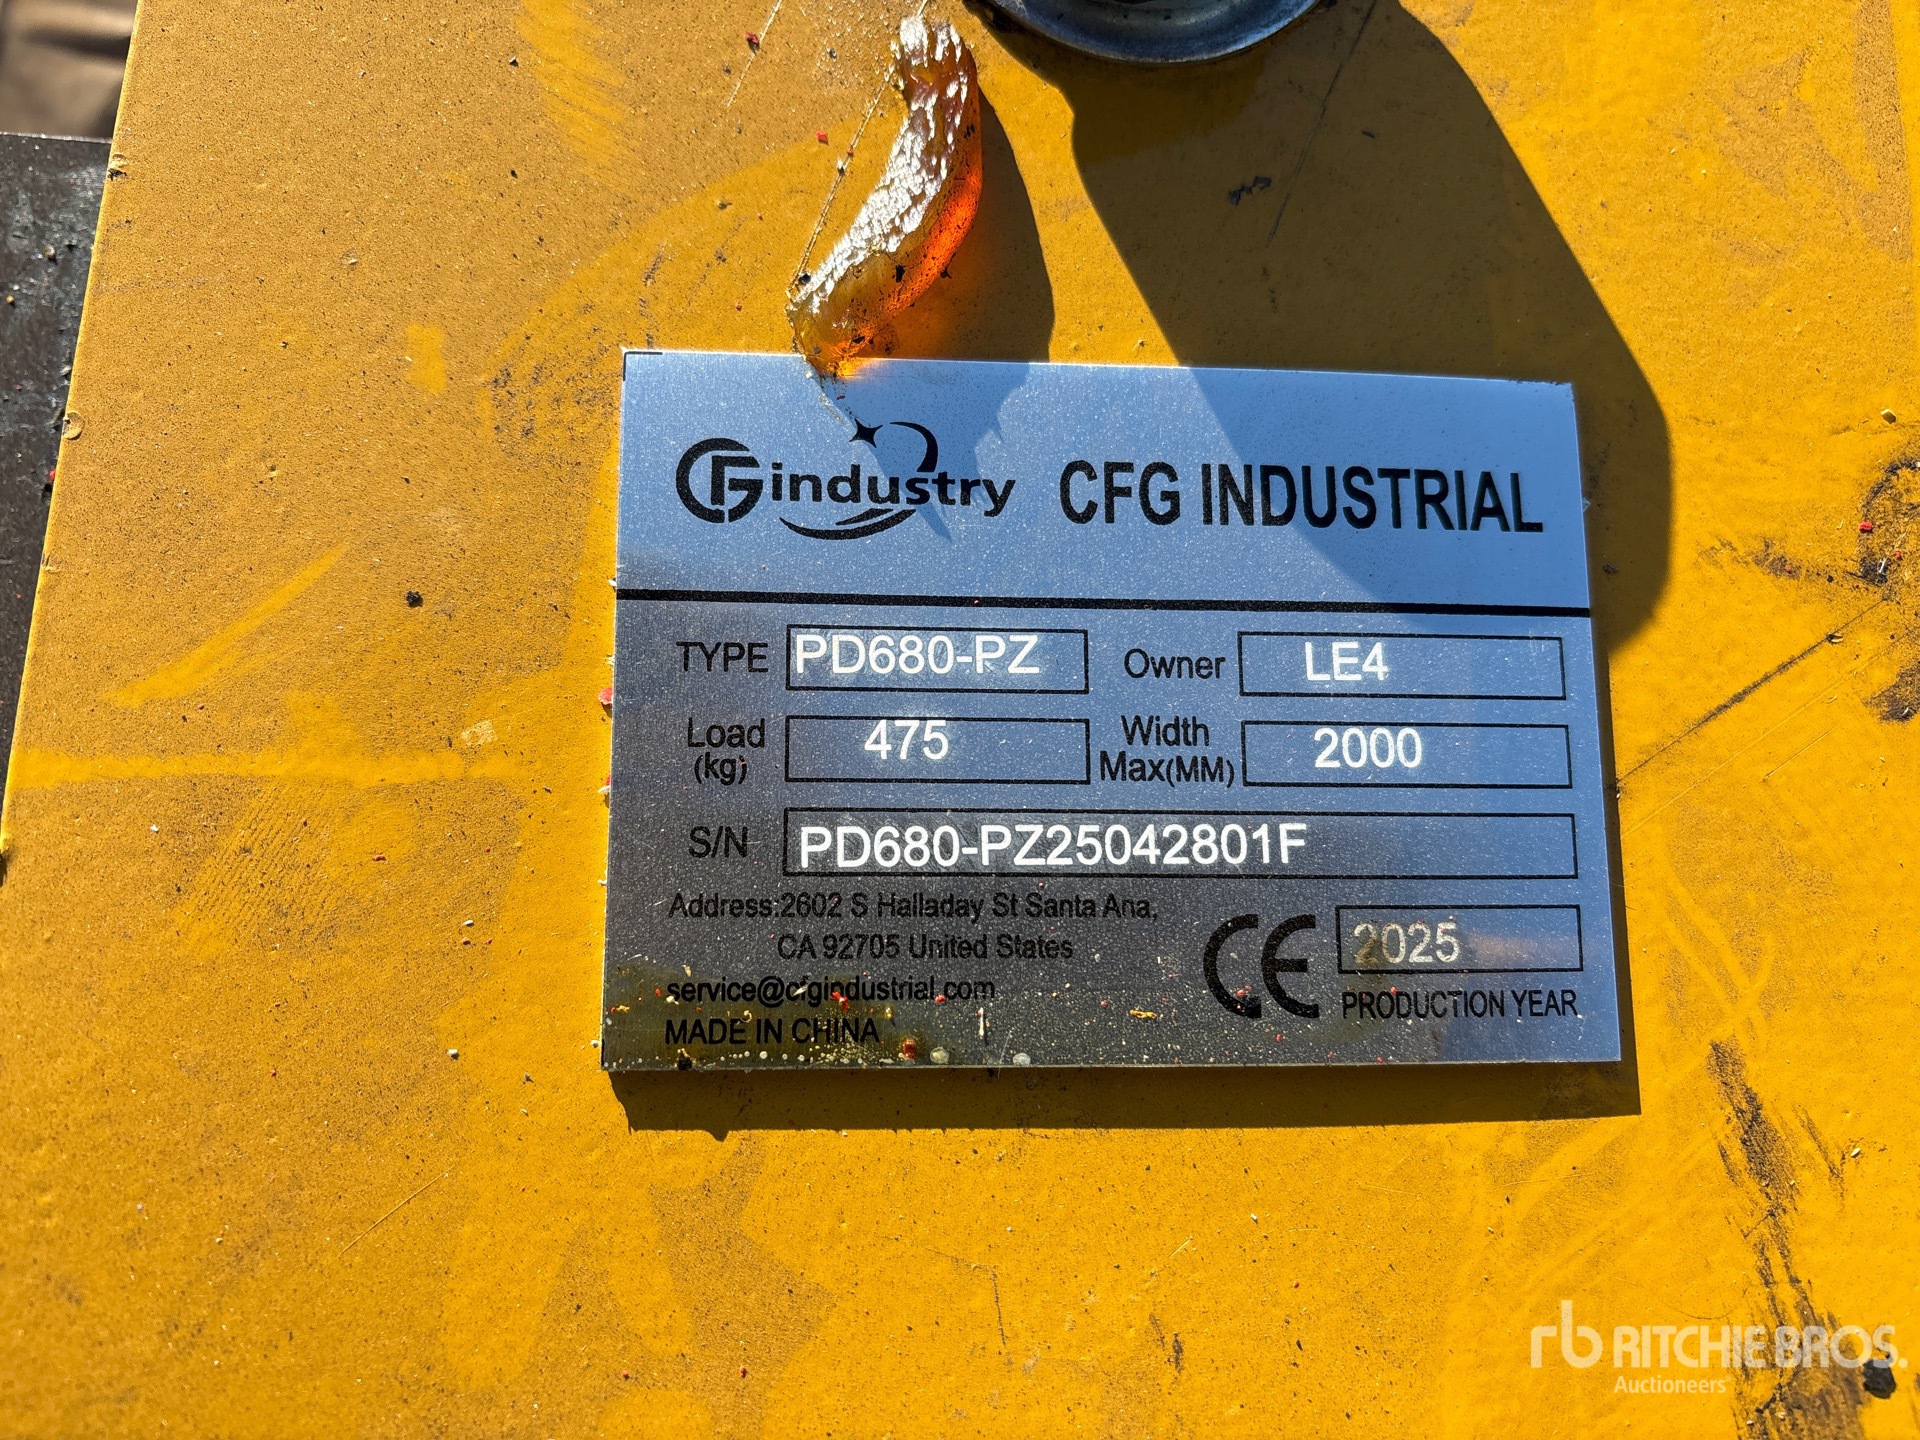 CFG industry CFG INDUSTRIAL
TYPE PD680-PZ Owner LE4
Load (kg) 475 Width Max(MM) 2000
S/N PD680-PZ25042801F
Address:2602 S Halladay St Santa Ana,
CA 92705 United States
service@cfgindustrial.com
MADE IN CHINA
CE 2025
PRODUCTION YEAR
rb RITCHIE BROS.
Auctioneers